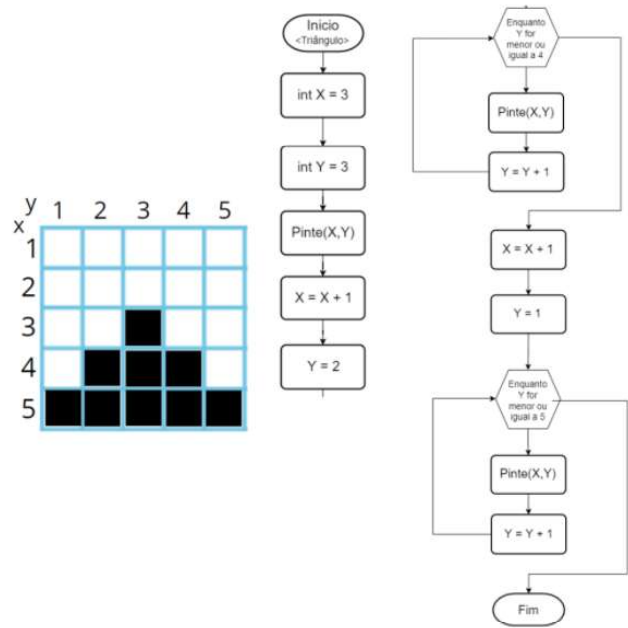 y
x
1 2 3 4 5
1
2
3
4
5
Inicio
<Triângulo>
int X = 3
int Y = 3
Pinte(X,Y)
X = X + 1
Y = 2
Enquanto
Y for
menor ou
igual a 4
Pinte(X,Y)
Y = Y + 1
X = X + 1
Y = 1
Enquanto
Y for
menor ou
igual a 5
Pinte(X,Y)
Y = Y + 1
Fim